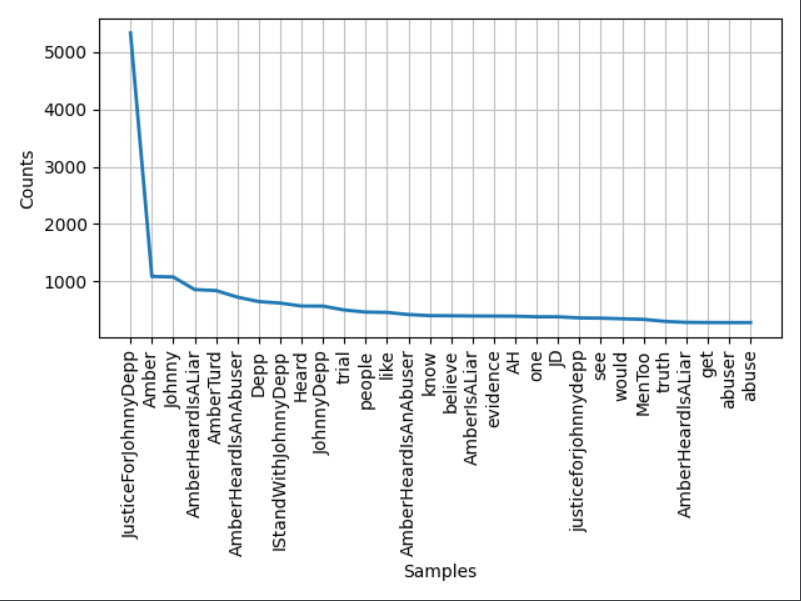 5000
4000
3000
2000
1000
Counts
JusticeForJohnnyDepp
Amber
Johnny
AmberHeardIsALiar
AmberTurd
AmberHeardIsAnAbuser
Depp
IStandWithJohnnyDepp
Heard
JohnnyDepp
trial
people
like
AmberHeardIsAnAbuser
know
believe
AmberIsALiar
evidence
AH
one
JD
justiceforjohnnydepp
see
would
MenToo
truth
AmberHeardIsALiar
get
abuser
abuse
Samples